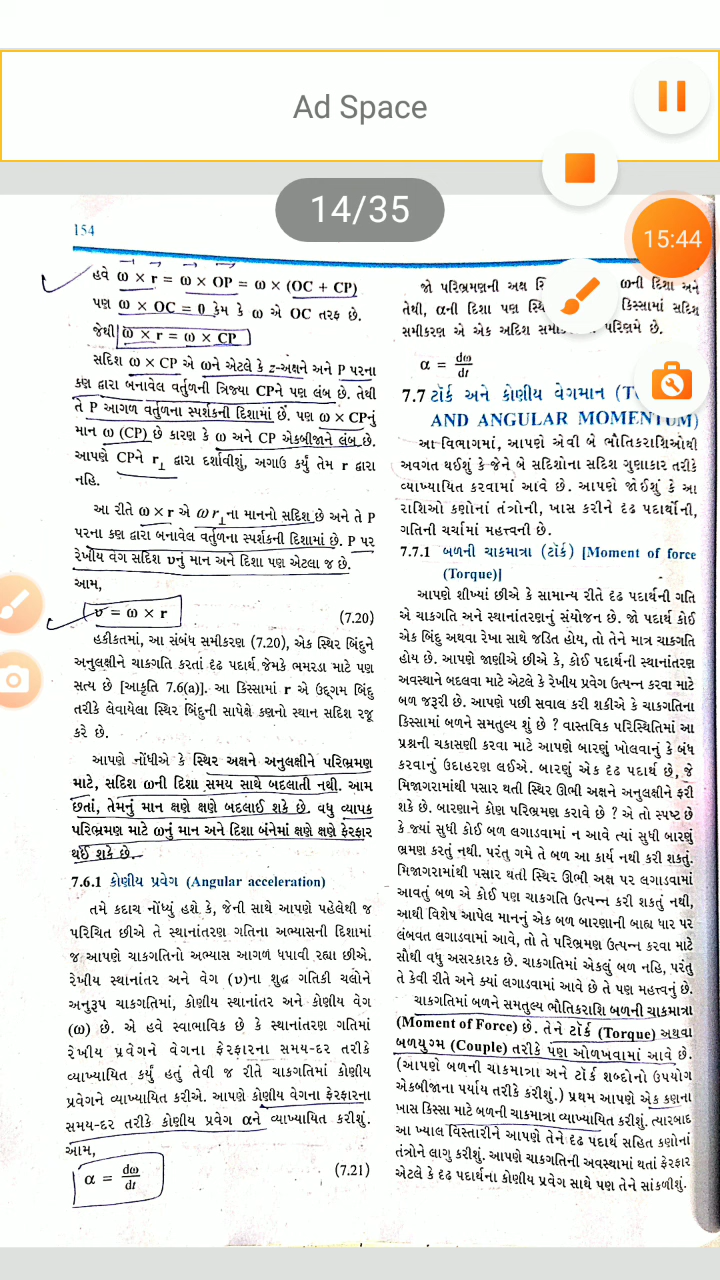 Ad Space
14/35
15:44
154
હવે ω × r = ω × OP = ω × (OC + CP)
પણ ω × OC = 0 કેમ કે ω એ OC તરફ છે.
જેથી ω × r = ω × CP
સદિશ ω × CP એ ωને એટલે કે z-અક્ષને અને P પરના
કણ દ્વારા બનાવેલ વર્તુળની ત્રિજ્યા CPને પણ લંબ છે. તેથી
તે P આગળ વર્તુળના સ્પર્શકની દિશામાં છે. પણ ω × CPનું
માન ω (CP) છે કારણ કે ω અને CP એકબીજાને લંબ છે.
આપણે CPને r⊥ દ્વારા દર્શાવીશું, અગાઉ કર્યું તેમ r દ્વારા
નહિ.
આ રીતે ω × r એ ωr⊥ના માનનો સદિશ છે અને તે P
પરના કણ દ્વારા બનાવેલ વર્તુળના સ્પર્શકની દિશામાં છે. P પર
રેખીય વેગ સદિશ υનું માન અને દિશા પણ એટલા જ છે.
આમ,
υ = ω × r (7.20)
હકીકતમાં, આ સંબંધ સમીકરણ (7.20), એક સ્થિર બિંદુને
અનુલક્ષીને ચાકગતિ કરતાં દૃઢ પદાર્થ જેમકે ભમરડા માટે પણ
સત્ય છે [આકૃતિ 7.6(a)]. આ કિસ્સામાં r એ ઉદ્ગમ બિંદુ
તરીકે લેવાયેલા સ્થિર બિંદુની સાપેક્ષે કણનો સ્થાન સદિશ રજૂ
કરે છે.
આપણે નોંધીએ કે સ્થિર અક્ષને અનુલક્ષીને પરિભ્રમણ
માટે, સદિશ ωની દિશા સમય સાથે બદલાતી નથી. આમ
છતાં, તેમનું માન ક્ષણે ક્ષણે બદલાઈ શકે છે. વધુ વ્યાપક
પરિભ્રમણ માટે ωનું માન અને દિશા બંનેમાં ક્ષણે ક્ષણે ફેરફાર
થઈ શકે છે.
7.6.1 કોણીય પ્રવેગ (Angular acceleration)
તમે કદાચ નોંધ્યું હશે કે, જેની સાથે આપણે પહેલેથી જ
પરિચિત છીએ તે સ્થાનાંતરણ ગતિના અભ્યાસની દિશામાં
જ આપણે ચાકગતિનો અભ્યાસ આગળ ધપાવી રહ્યા છીએ.
રેખીય સ્થાનાંતર અને વેગ (υ)ના શુદ્ધ ગતિકી ચલોને
અનુરૂપ ચાકગતિમાં, કોણીય સ્થાનાંતર અને કોણીય વેગ
(ω) છે. એ હવે સ્વાભાવિક છે કે સ્થાનાંતરણ ગતિમાં
રેખીય પ્રવેગને વેગના ફેરફારના સમય-દર તરીકે
વ્યાખ્યાયિત કર્યું હતું તેવી જ રીતે ચાકગતિમાં કોણીય
પ્રવેગને વ્યાખ્યાયિત કરીએ. આપણે કોણીય વેગના ફેરફારના
સમય-દર તરીકે કોણીય પ્રવેગ αને વ્યાખ્યાયિત કરીશું.
આમ,
α = dω/dt (7.21)
જો પરિભ્રમણની અક્ષ ωની દિશા અને
તેથી, αની દિશા પણ કિસ્સામાં સદિશ
સમીકરણ એ એક અદિશ પરિણમે છે.
α = dω/dt
7.7 ટૉર્ક અને કોણીય વેગમાન
AND ANGULAR MOMENTUM)
આ વિભાગમાં, આપણે એવી બે ભૌતિકરાશિઓથી
અવગત થઈશું કે જેને બે સદિશોના સદિશ ગુણાકાર તરીકે
વ્યાખ્યાયિત કરવામાં આવે છે. આપણે જોઈશું કે આ
રાશિઓ કણોનાં તંત્રોની, ખાસ કરીને દૃઢ પદાર્થોની,
ગતિની ચર્ચામાં મહત્ત્વની છે.
7.7.1 બળની ચાકમાત્રા (ટૉર્ક) [Moment of force
(Torque)]
આપણે શીખ્યાં છીએ કે સામાન્ય રીતે દૃઢ પદાર્થની ગતિ
એ ચાકગતિ અને સ્થાનાંતરણનું સંયોજન છે. જો પદાર્થ કોઈ
એક બિંદુ અથવા રેખા સાથે જડિત હોય, તો તેને માત્ર ચાકગતિ
હોય છે. આપણે જાણીએ છીએ કે, કોઈ પદાર્થની સ્થાનાંતરણ
અવસ્થાને બદલવા માટે એટલે કે રેખીય પ્રવેગ ઉત્પન્ન કરવા માટે
બળ જરૂરી છે. આપણે પછી સવાલ કરી શકીએ કે ચાકગતિના
કિસ્સામાં બળને સમતુલ્ય શું છે ? વાસ્તવિક પરિસ્થિતિમાં આ
પ્રશ્નની ચકાસણી કરવા માટે આપણે બારણું ખોલવાનું કે બંધ
કરવાનું ઉદાહરણ લઈએ. બારણું એક દૃઢ પદાર્થ છે, જે
મિજાગરામાંથી પસાર થતી સ્થિર ઊભી અક્ષને અનુલક્ષીને ફરી
શકે છે. બારણાને કોણ પરિભ્રમણ કરાવે છે ? એ તો સ્પષ્ટ છે
કે જ્યાં સુધી કોઈ બળ લગાડવામાં ન આવે ત્યાં સુધી બારણું
ભ્રમણ કરતું નથી. પરંતુ ગમે તે બળ આ કાર્ય નથી કરી શકતું.
મિજાગરામાંથી પસાર થતી સ્થિર ઊભી અક્ષ પર લગાડવામાં
આવતું બળ એ કોઈ પણ ચાકગતિ ઉત્પન્ન કરી શકતું નથી,
આથી વિશેષ આપેલ માનનું એક બળ બારણાની બાહ્ય ધાર પર
લંબવત લગાડવામાં આવે, તો તે પરિભ્રમણ ઉત્પન્ન કરવા માટે
સૌથી વધુ અસરકારક છે. ચાકગતિમાં એકલું બળ નહિ, પરંતુ
તે કેવી રીતે અને ક્યાં લગાડવામાં આવે છે તે પણ મહત્ત્વનું છે.
ચાકગતિમાં બળને સમતુલ્ય ભૌતિકરાશિ બળની ચાકમાત્રા
(Moment of Force) છે. તેને ટૉર્ક (Torque) અથવા
બળયુગ્મ (Couple) તરીકે પણ ઓળખવામાં આવે છે.
(આપણે બળની ચાકમાત્રા અને ટૉર્ક શબ્દોનો ઉપયોગ
એકબીજાના પર્યાય તરીકે કરીશું.) પ્રથમ આપણે એક કણના
ખાસ કિસ્સા માટે બળની ચાકમાત્રા વ્યાખ્યાયિત કરીશું. ત્યારબાદ
આ ખ્યાલ વિસ્તારીને આપણે તેને દૃઢ પદાર્થ સહિત કણોનાં
તંત્રોને લાગુ કરીશું. આપણે ચાકગતિની અવસ્થામાં થતાં ફેરફાર
એટલે કે દૃઢ પદાર્થના કોણીય પ્રવેગ સાથે પણ તેને સાંકળીશું.